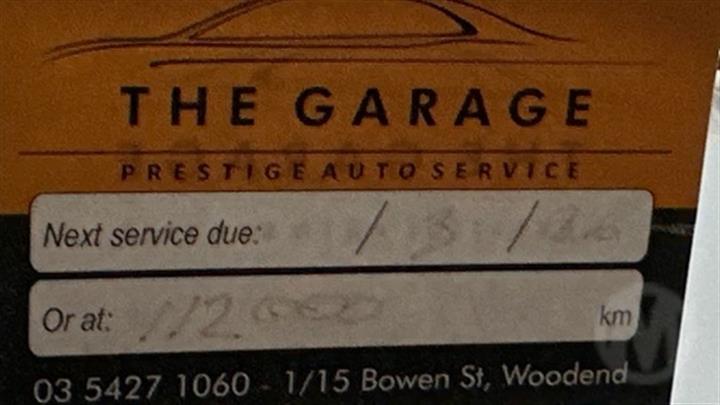 THE GARAGE
PRESTIGE AUTO SERVICE
Next service due: / 3 /
Or at: 112000 km
03 5427 1060 - 1/15 Bowen St, Woodend